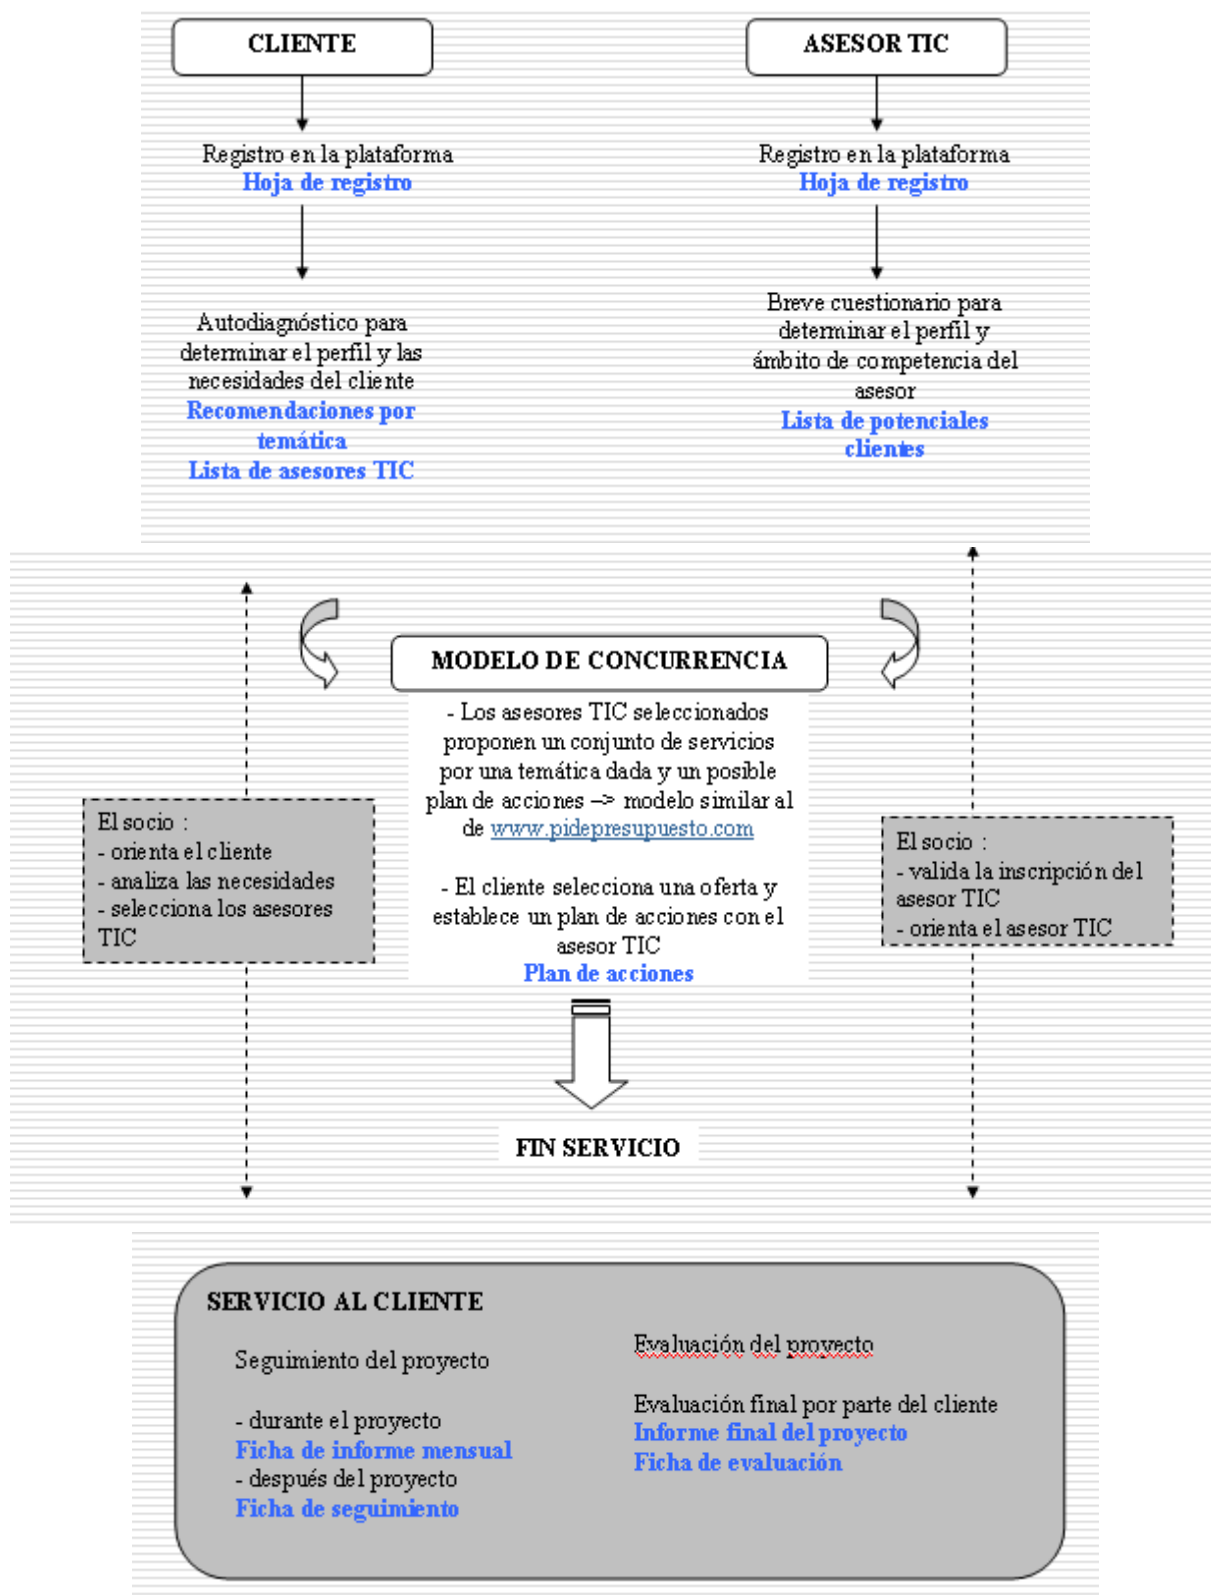 CLIENTE
Registro en la plataforma
Hoja de registro
Autodiagnóstico para
determinar el perfil y las
necesidades del cliente
Recomendaciones por
temática
Lista de asesores TIC
ASESOR TIC
Registro en la plataforma
Hoja de registro
Breve cuestionario para
determinar el perfil y
ámbito de competencia del
asesor
Lista de potenciales
clientes
MODELO DE CONCURRENCIA
- Los asesores TIC seleccionados
proponen un conjunto de servicios
por una temática dada y un posible
plan de acciones –> modelo similar al
de www.pidepresupuesto.com
- El cliente selecciona una oferta y
establece un plan de acciones con el
asesor TIC
Plan de acciones
El socio :
- orienta el cliente
- analiza las necesidades
- selecciona los asesores
TIC
El socio :
- valida la inscripción del
asesor TIC
- orienta el asesor TIC
FIN SERVICIO
SERVICIO AL CLIENTE
Seguimiento del proyecto
- durante el proyecto
Ficha de informe mensual
- después del proyecto
Ficha de seguimiento
Evaluación del proyecto
Evaluación final por parte del cliente
Informe final del proyecto
Ficha de evaluación